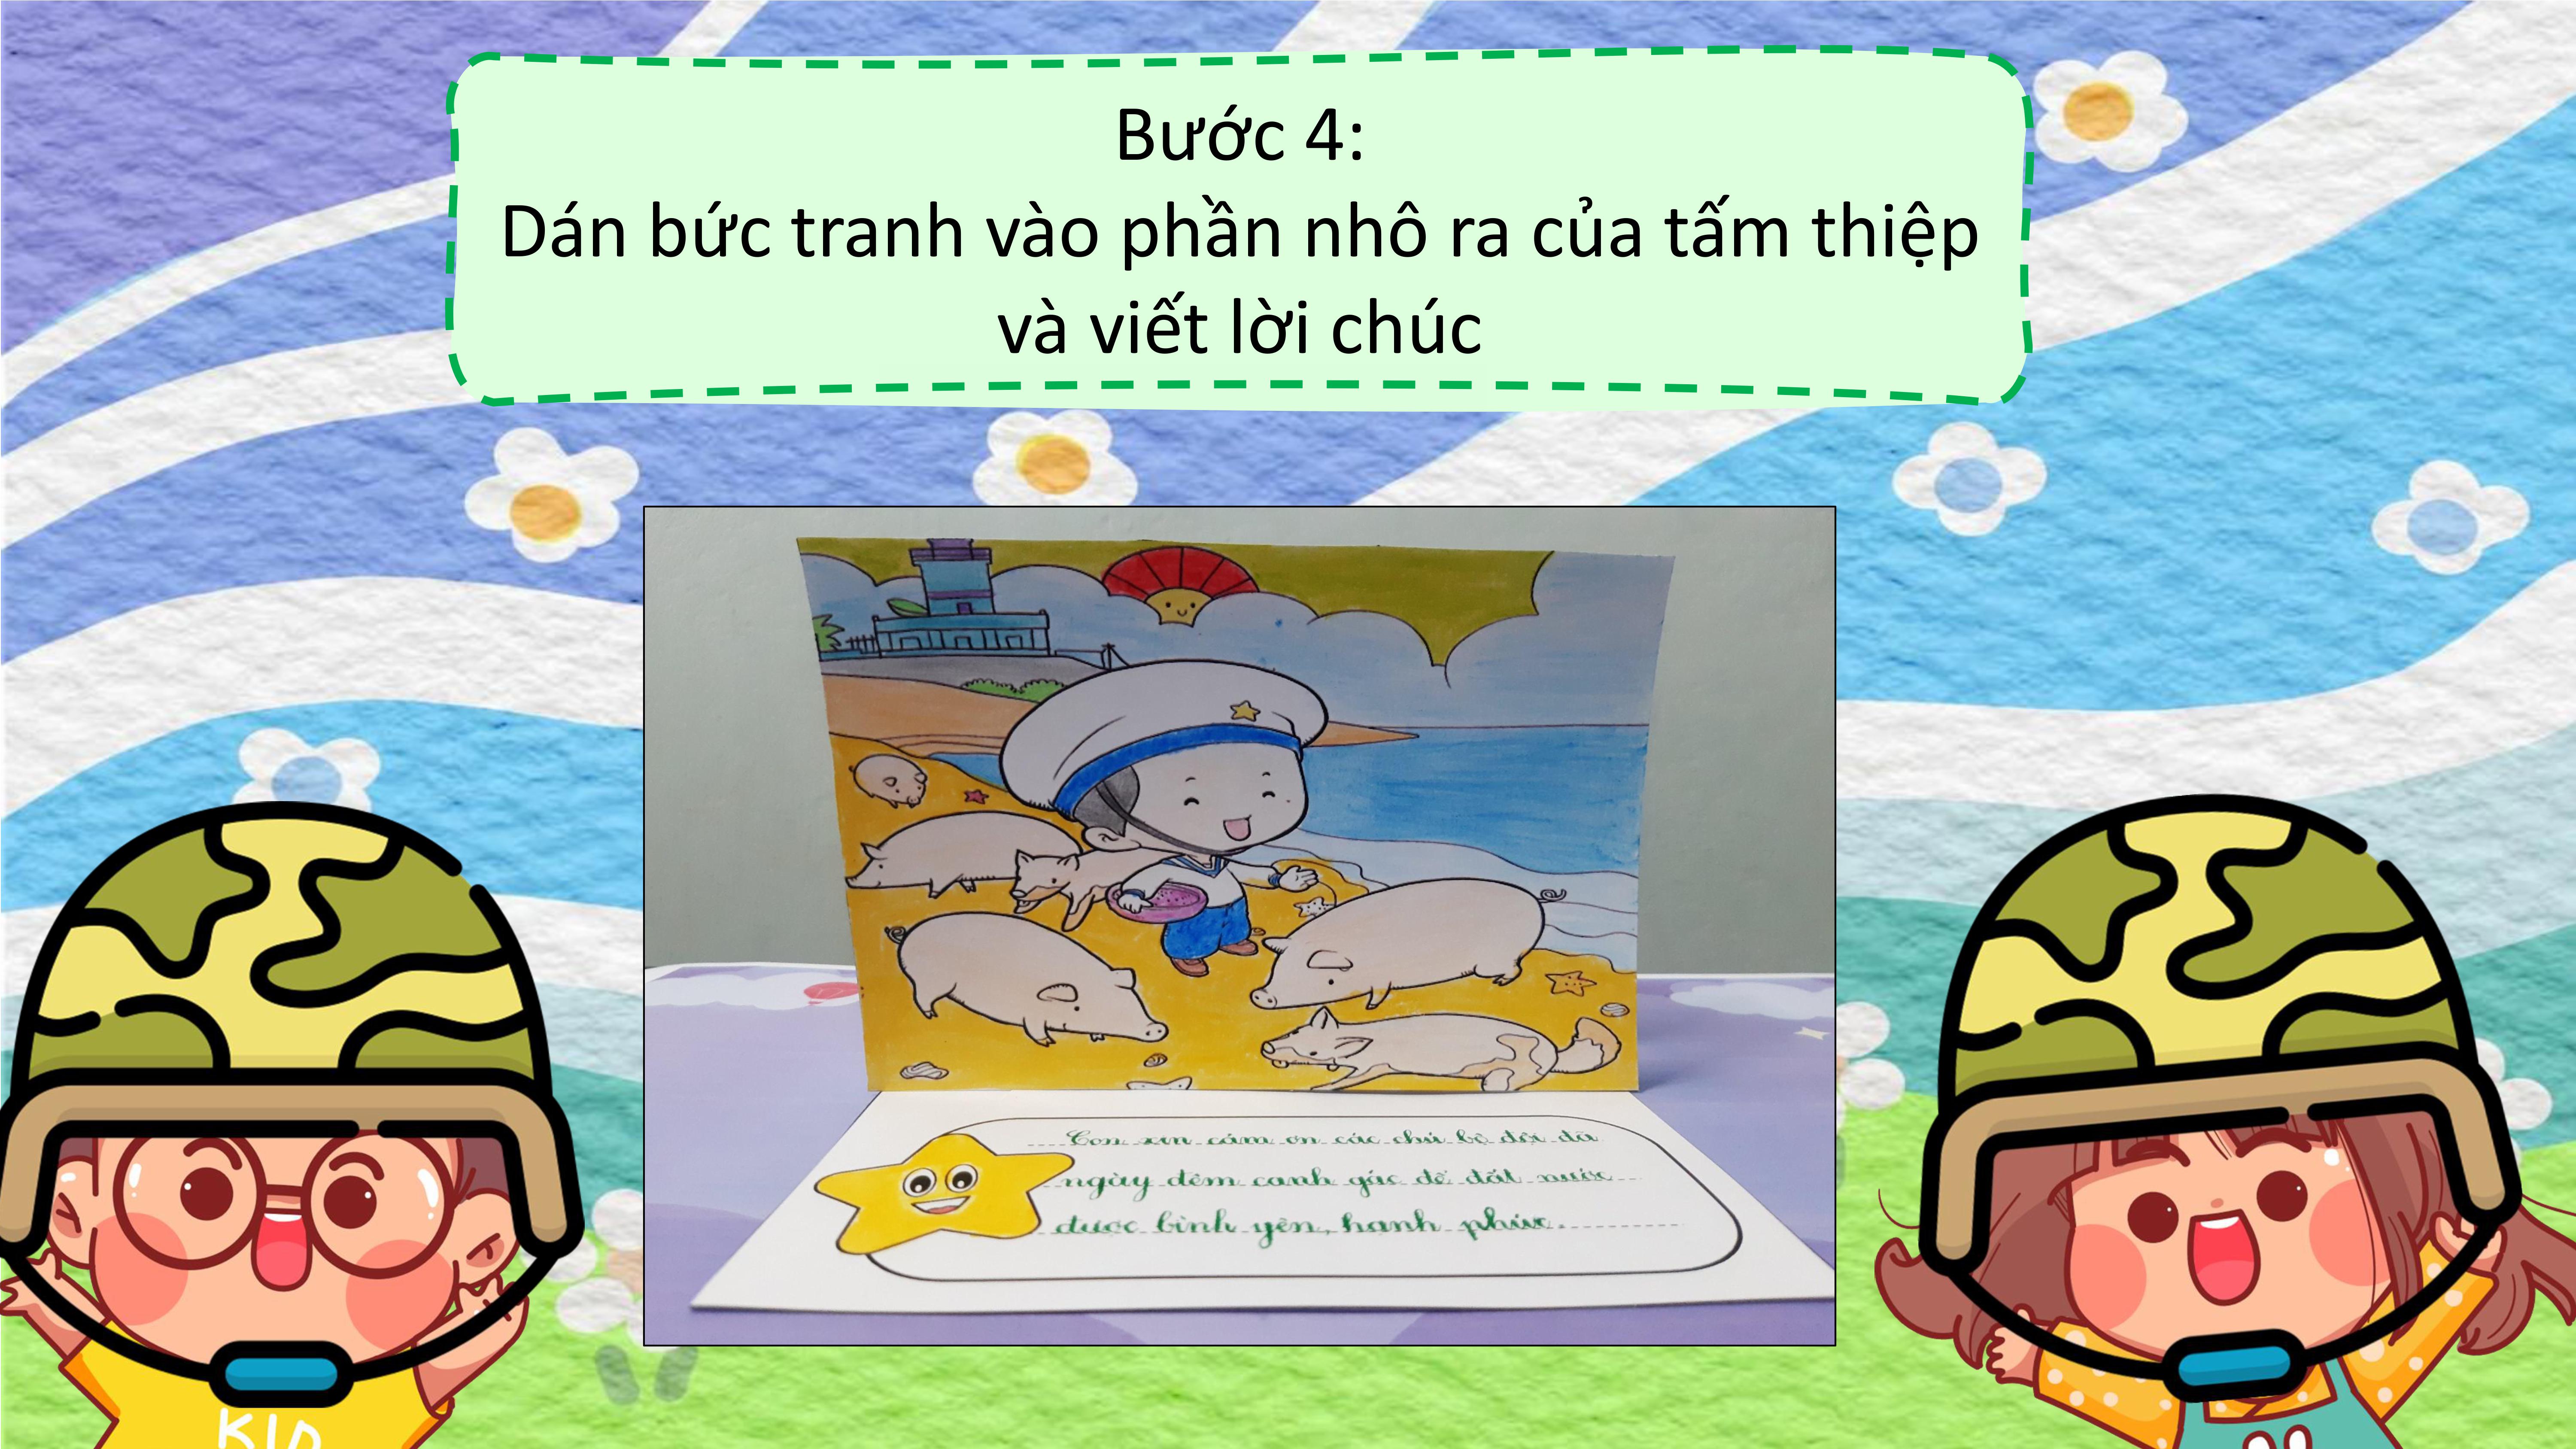 Bước 4:
Dán bức tranh vào phần nhô ra của tấm thiệp
và viết lời chúc
Con xin cảm ơn các chú bộ đội đã
ngày đêm canh gác để đất nước
được bình yên, hạnh phúc.
KID